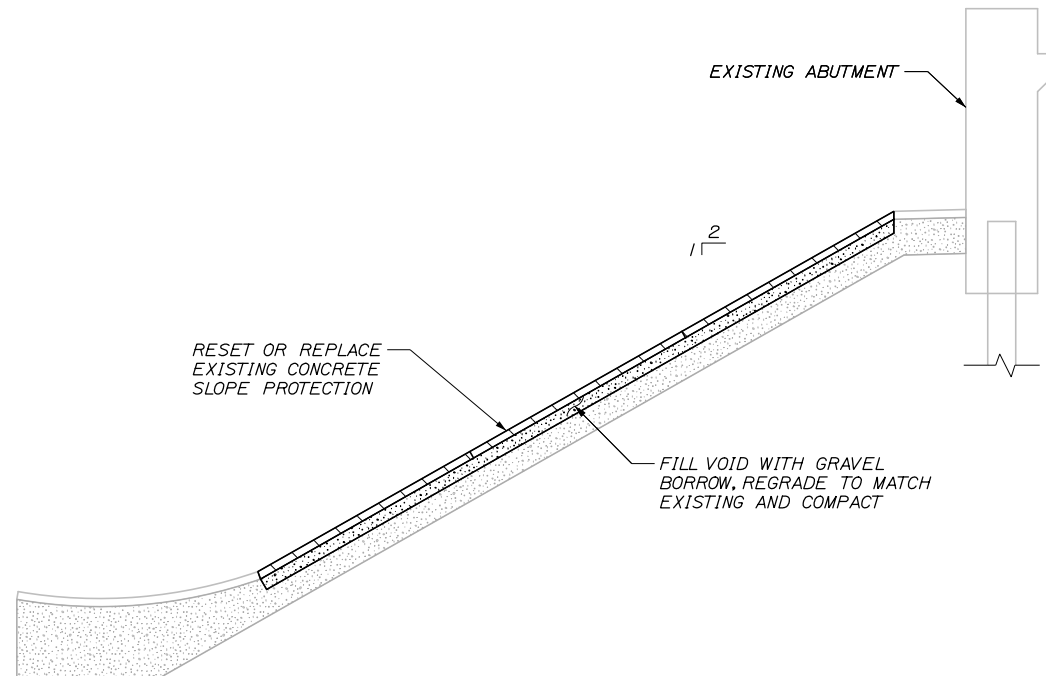 EXISTING ABUTMENT
2
1
RESET OR REPLACE
EXISTING CONCRETE
SLOPE PROTECTION
FILL VOID WITH GRAVEL
BORROW, REGRADE TO MATCH
EXISTING AND COMPACT